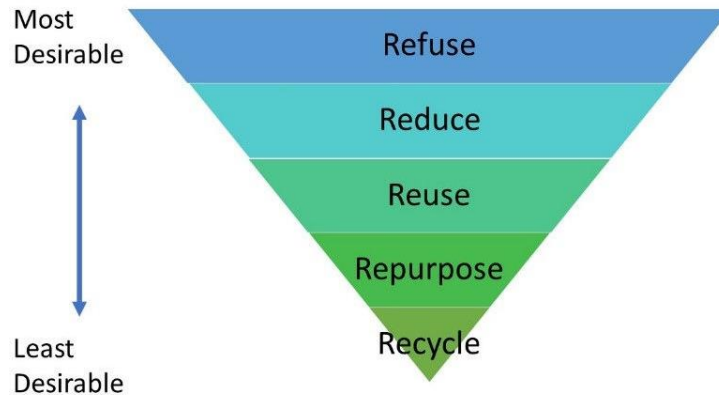 Most
Desirable
Refuse
Reduce
Reuse
Repurpose
Recycle
Least
Desirable